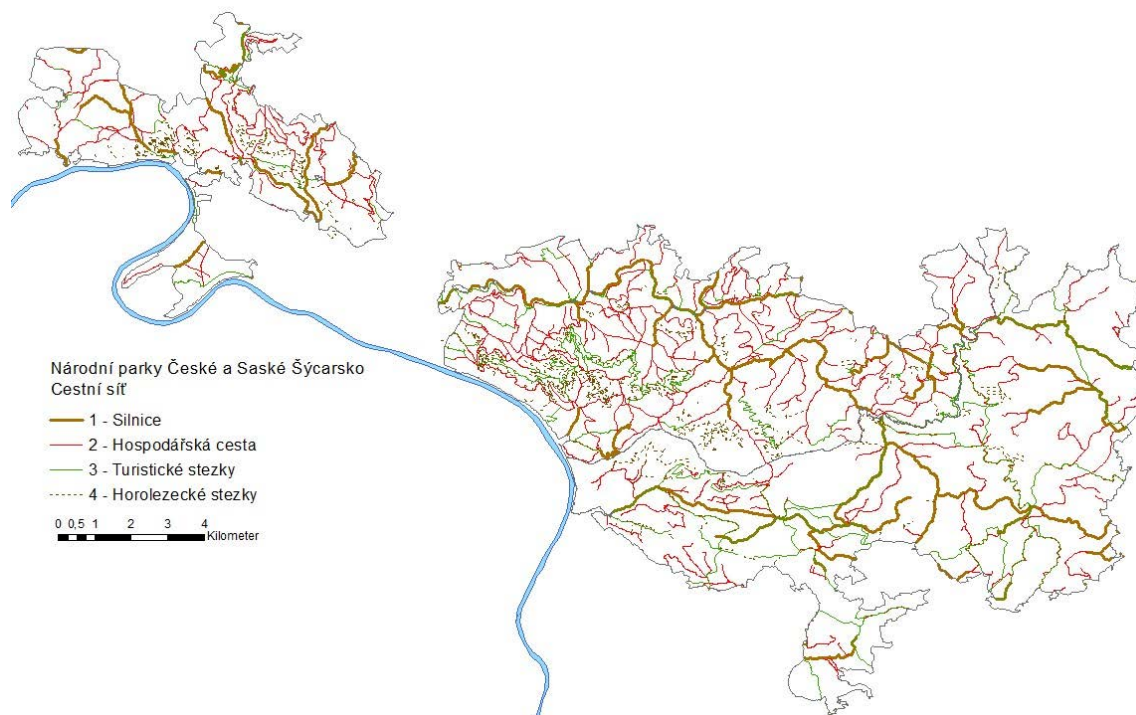 Národní parky České a Saské Šýcarsko
Cestní síť
1 - Silnice
2 - Hospodářská cesta
3 - Turistické stezky
4 - Horolezecké stezky
0 0,5 1 2 3 4
Kilometer